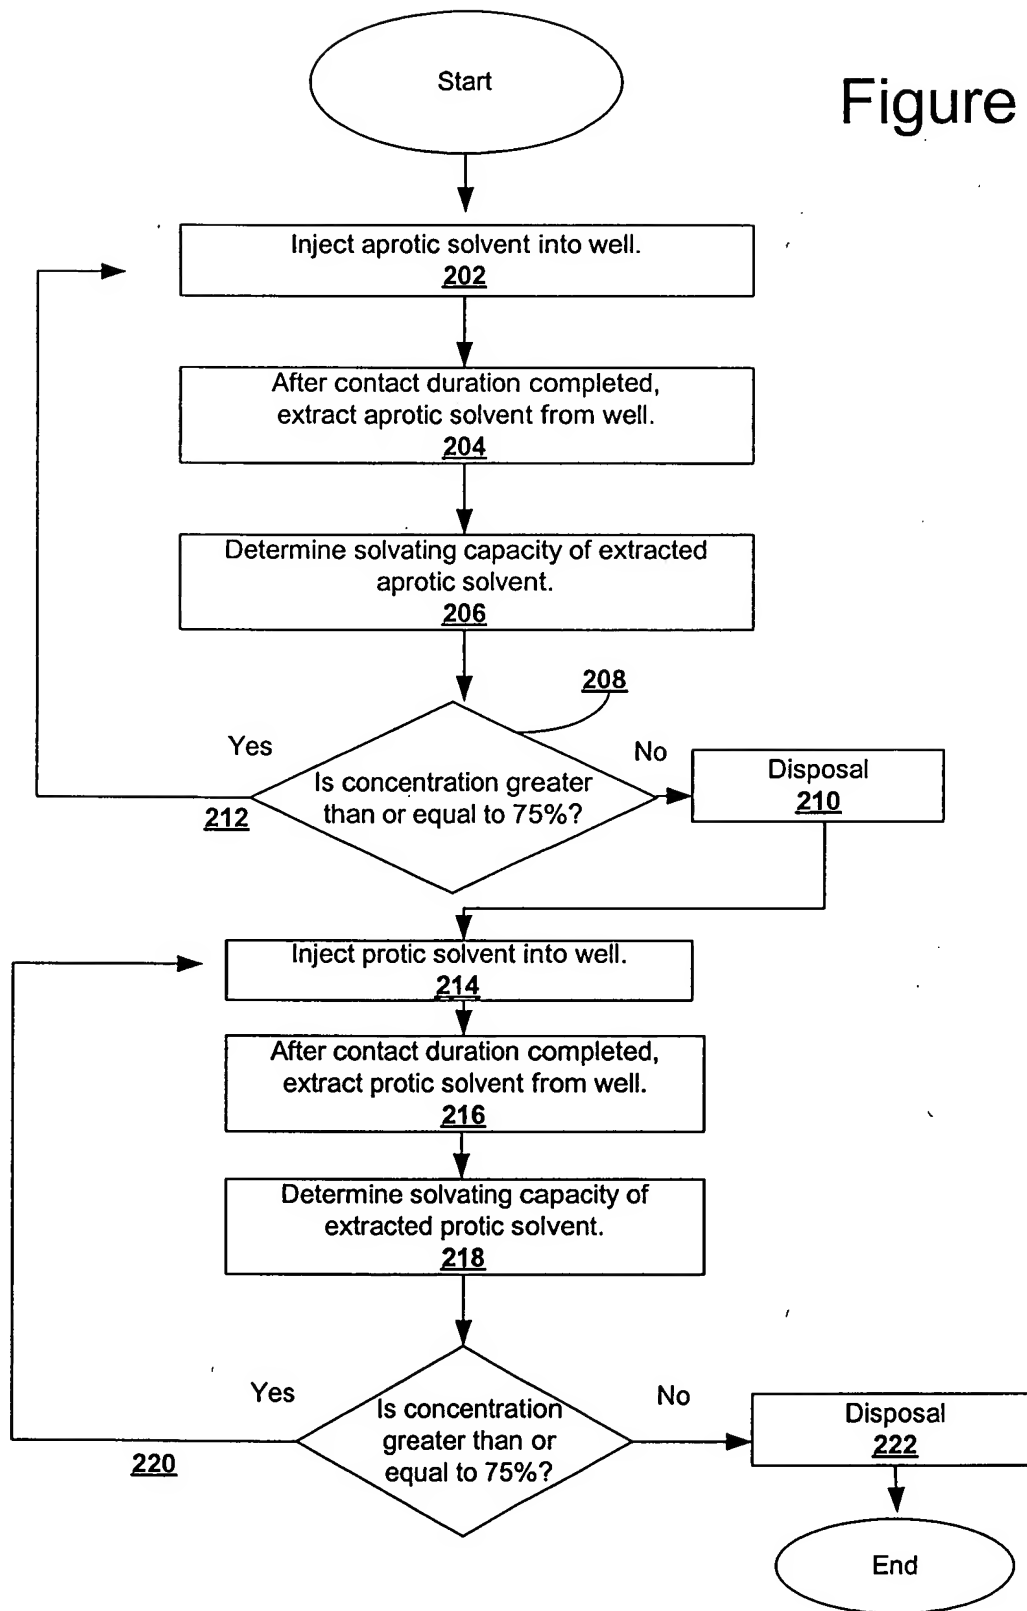 Start
Figure
Inject aprotic solvent into well.
202
After contact duration completed,
extract aprotic solvent from well.
204
Determine solvating capacity of extracted
aprotic solvent.
206
208
Yes
No
Is concentration greater
than or equal to 75%?
212
Disposal
210
Inject protic solvent into well.
214
After contact duration completed,
extract protic solvent from well.
216
Determine solvating capacity of
extracted protic solvent.
218
Yes
No
Is concentration
greater than or
equal to 75%?
220
Disposal
222
End